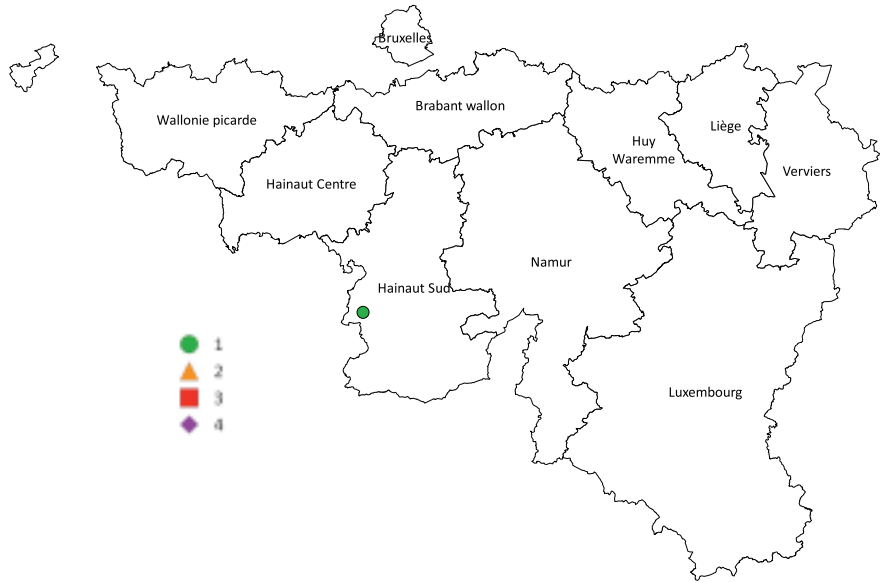 Bruxelles
Brabant wallon
Wallonie picarde
Liège
Huy
Waremme
Verviers
Hainaut Centre
Namur
Hainaut Sud
1
2
3
4
Luxembourg